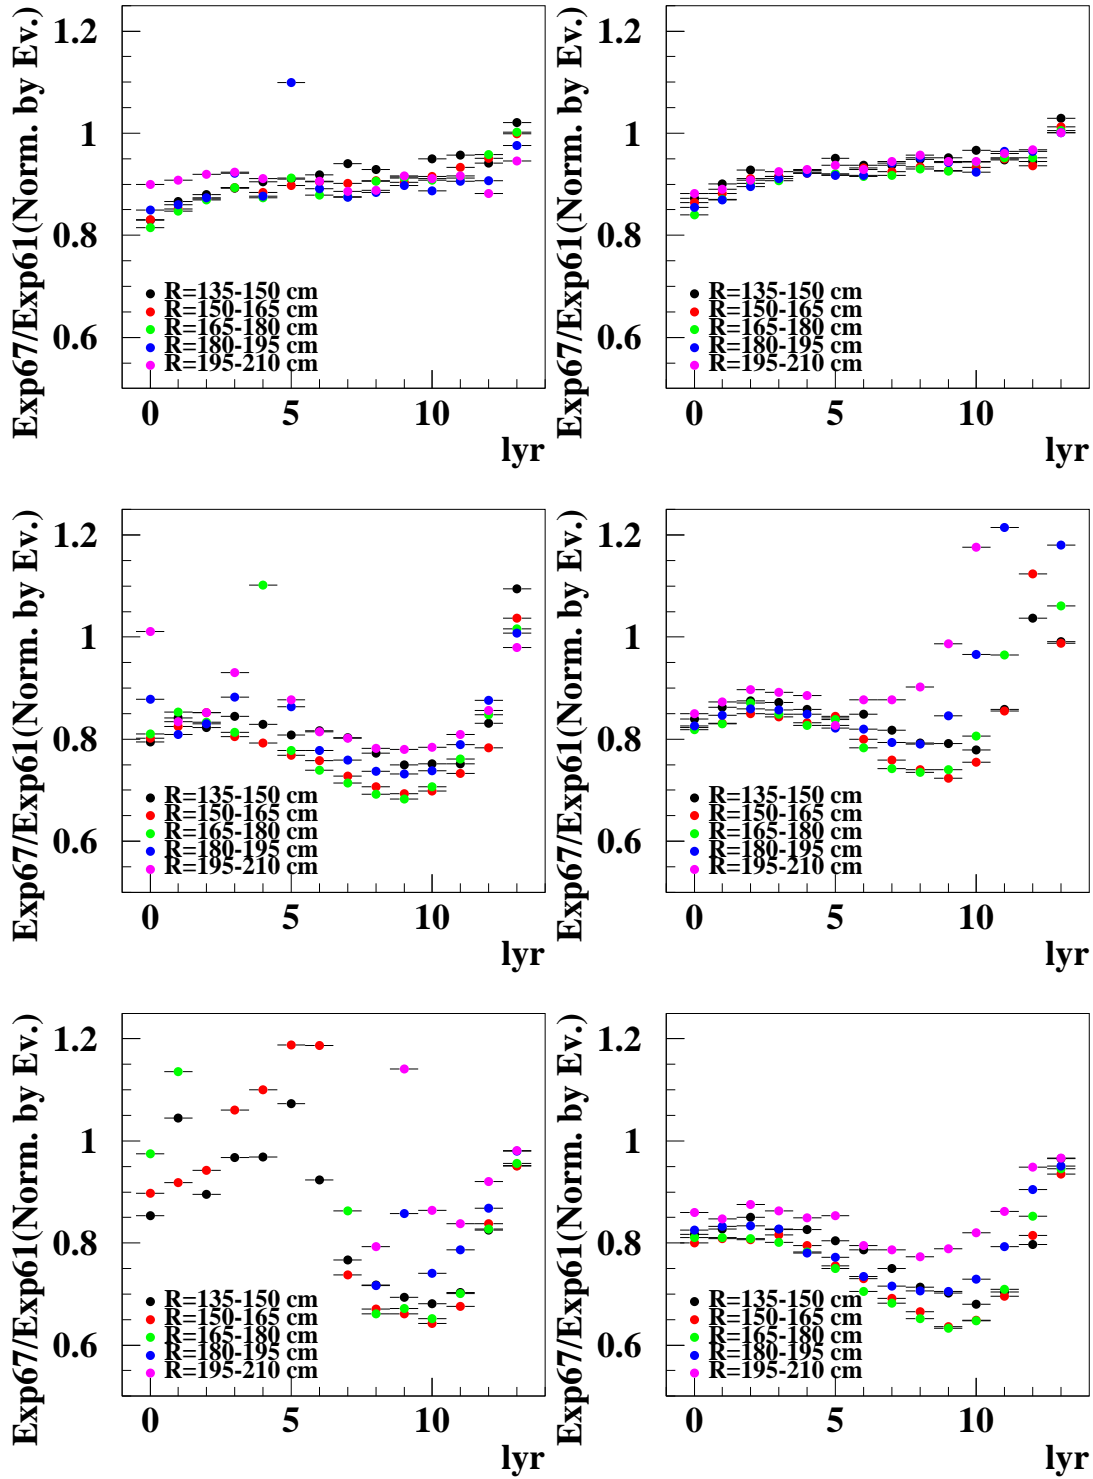 Exp67/Exp61(Norm. by Ev.)
1.2
1
0.8
0.6
R=135-150 cm
R=150-165 cm
R=165-180 cm
R=180-195 cm
R=195-210 cm
0 5 10
lyr
Exp67/Exp61(Norm. by Ev.)
1.2
1
0.8
0.6
R=135-150 cm
R=150-165 cm
R=165-180 cm
R=180-195 cm
R=195-210 cm
0 5 10
lyr
Exp67/Exp61(Norm. by Ev.)
1.2
1
0.8
0.6
R=135-150 cm
R=150-165 cm
R=165-180 cm
R=180-195 cm
R=195-210 cm
0 5 10
lyr
Exp67/Exp61(Norm. by Ev.)
1.2
1
0.8
0.6
R=135-150 cm
R=150-165 cm
R=165-180 cm
R=180-195 cm
R=195-210 cm
0 5 10
lyr
Exp67/Exp61(Norm. by Ev.)
1.2
1
0.8
0.6
R=135-150 cm
R=150-165 cm
R=165-180 cm
R=180-195 cm
R=195-210 cm
0 5 10
lyr
Exp67/Exp61(Norm. by Ev.)
1.2
1
0.8
0.6
R=135-150 cm
R=150-165 cm
R=165-180 cm
R=180-195 cm
R=195-210 cm
0 5 10
lyr